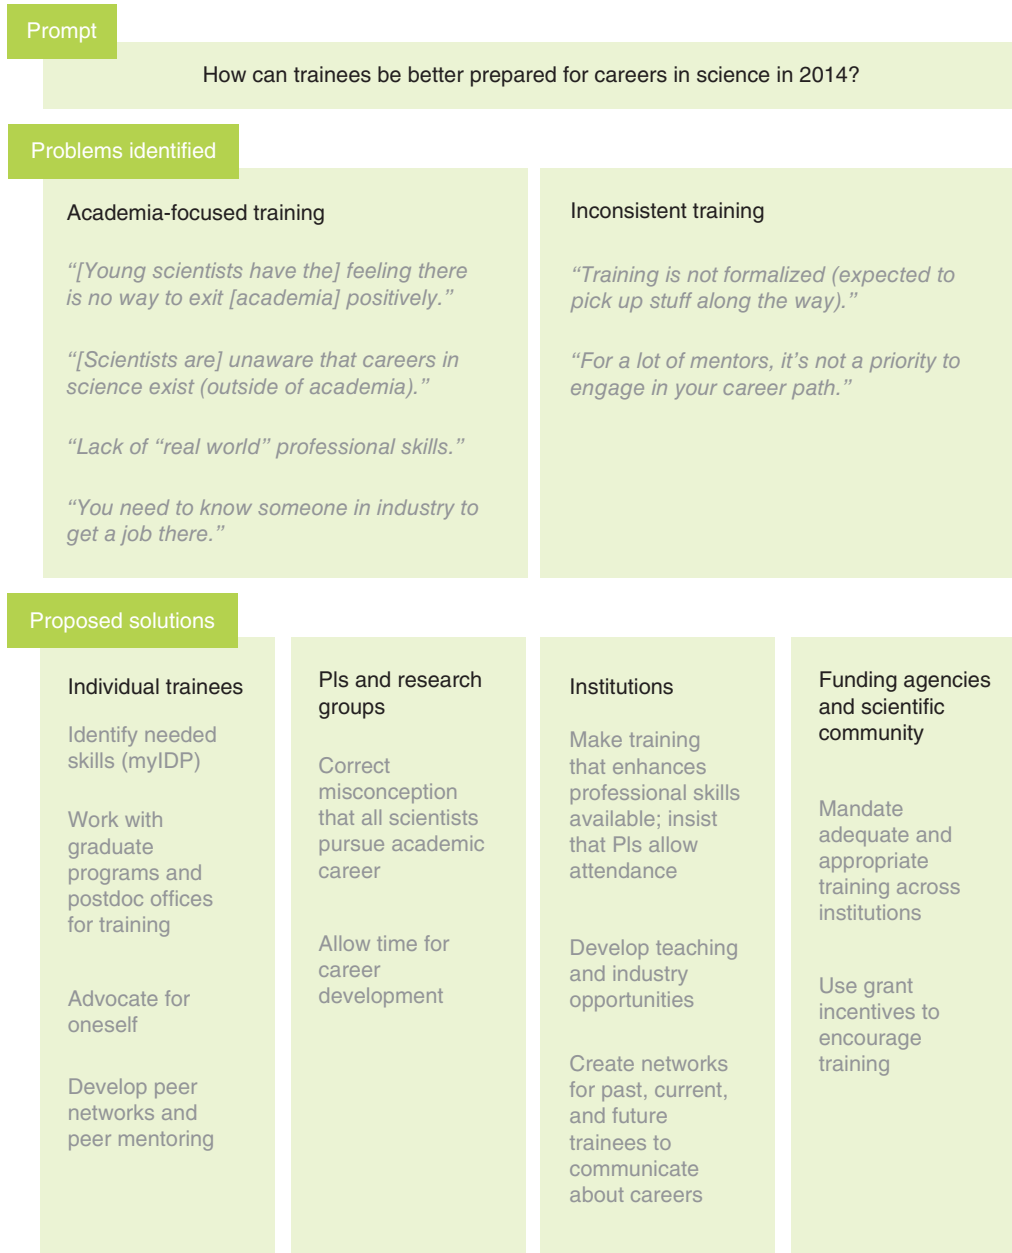 Prompt
How can trainees be better prepared for careers in science in 2014?
Problems identified
Academia-focused training
“[Young scientists have the] feeling there
is no way to exit [academia] positively.”
“[Scientists are] unaware that careers in
science exist (outside of academia).”
“Lack of “real world” professional skills.”
“You need to know someone in industry to
get a job there.”
Inconsistent training
“Training is not formalized (expected to
pick up stuff along the way).”
“For a lot of mentors, it’s not a priority to
engage in your career path.”
Proposed solutions
Individual trainees
Identify needed
skills (myIDP)
Work with
graduate
programs and
postdoc offices
for training
Advocate for
oneself
Develop peer
networks and
peer mentoring
PIs and research
groups
Correct
misconception
that all scientists
pursue academic
career
Allow time for
career
development
Institutions
Make training
that enhances
professional skills
available; insist
that PIs allow
attendance
Develop teaching
and industry
opportunities
Create networks
for past, current,
and future
trainees to
communicate
about careers
Funding agencies
and scientific
community
Mandate
adequate and
appropriate
training across
institutions
Use grant
incentives to
encourage
training